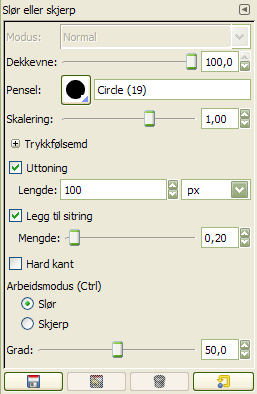 Slør eller skjerp
Modus: Normal
Dekkevne: 100,0
Pensel: Circle (19)
Skalering: 1,00
Trykkfølsemd
Uttoning
Lengde: 100 px
Legg til sitring
Mengde: 0,20
Hard kant
Arbeidsmodus (Ctrl)
Slør
Skjerp
Grad: 50,0